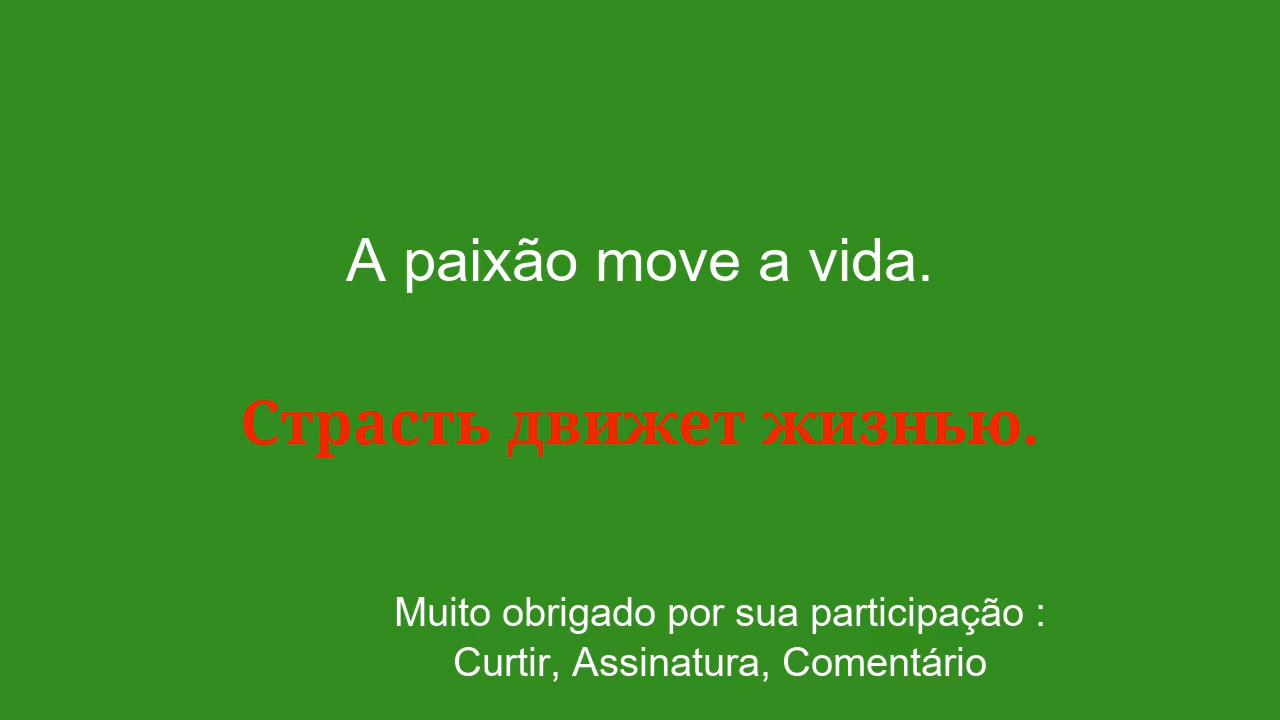 A paixão move a vida.
Страсть движет жизнью.
Muito obrigado por sua participação :
Curtir, Assinatura, Comentário